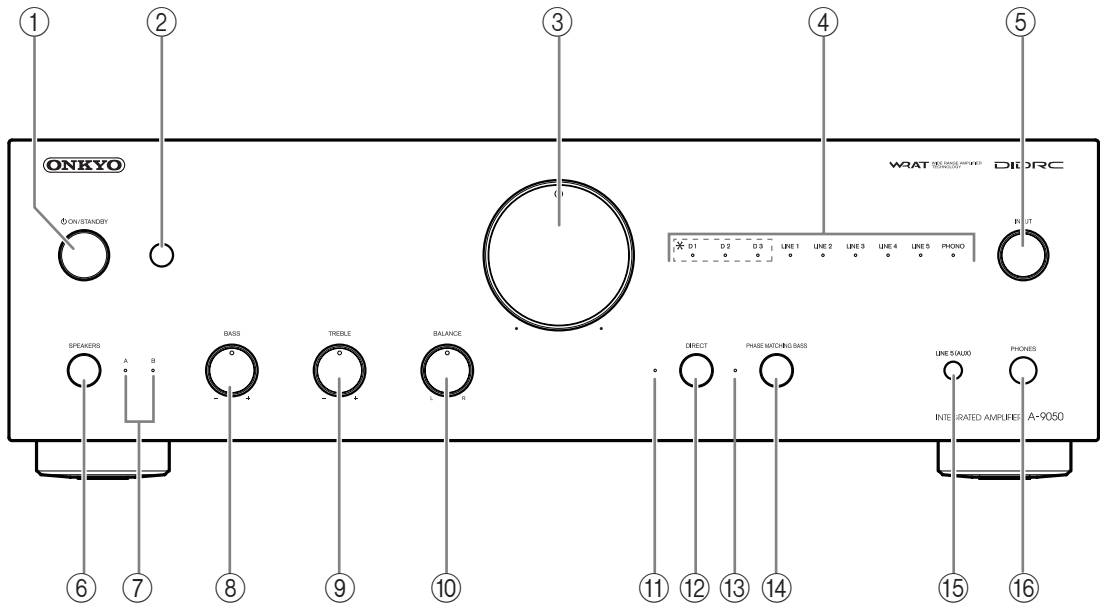 ① ② ③ ④ ⑤
ONKYO
WRAT WIDE RANGE AMPLIFIER TECHNOLOGY DIDRC
ON/STANDBY
INPUT
* D1 D2 D3 LINE 1 LINE 2 LINE 3 LINE 4 LINE 5 PHONO
SPEAKERS A B BASS TREBLE BALANCE DIRECT PHASE MATCHING BASS LINE 5 (AUX) PHONES
- + - + L R
INTEGRATED AMPLIFIER A-9050
⑥ ⑦ ⑧ ⑨ ⑩ ⑪ ⑫ ⑬ ⑭ ⑮ ⑯